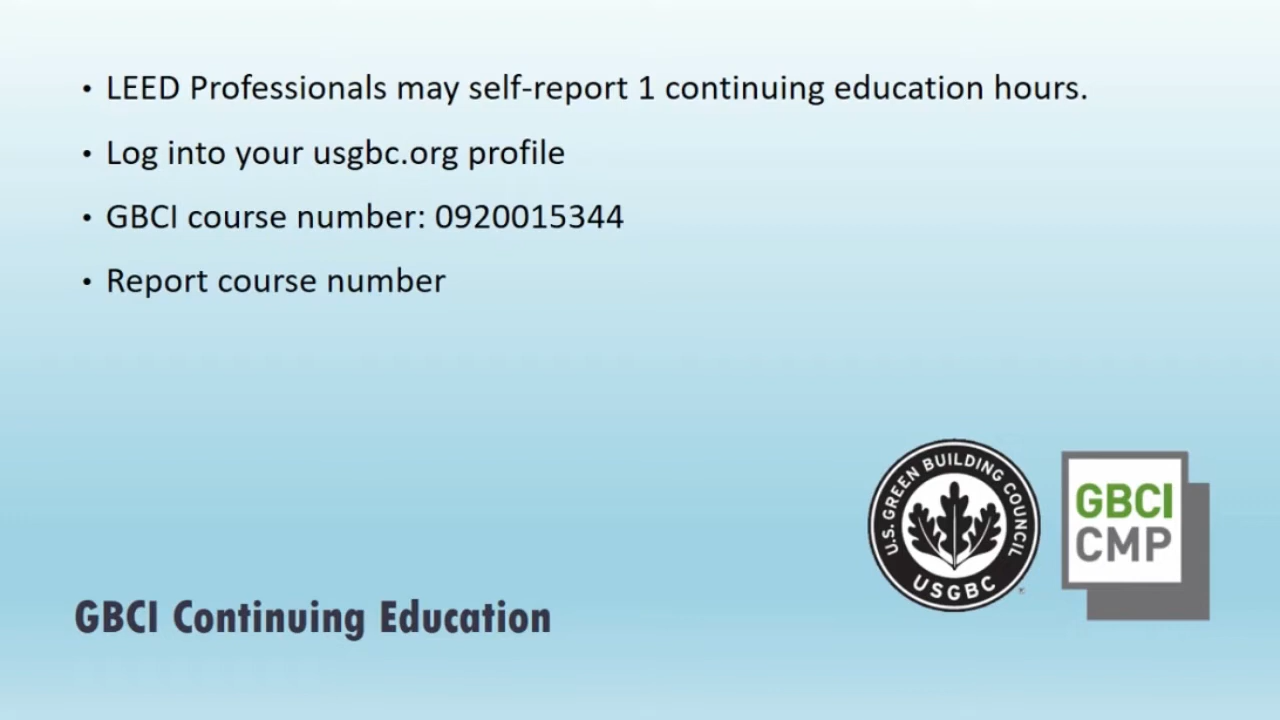 • LEED Professionals may self-report 1 continuing education hours.
• Log into your usgbc.org profile
• GBCI course number: 0920015344
• Report course number
U.S. GREEN BUILDING COUNCIL
USGBC
GBCI
CMP
GBCI Continuing Education